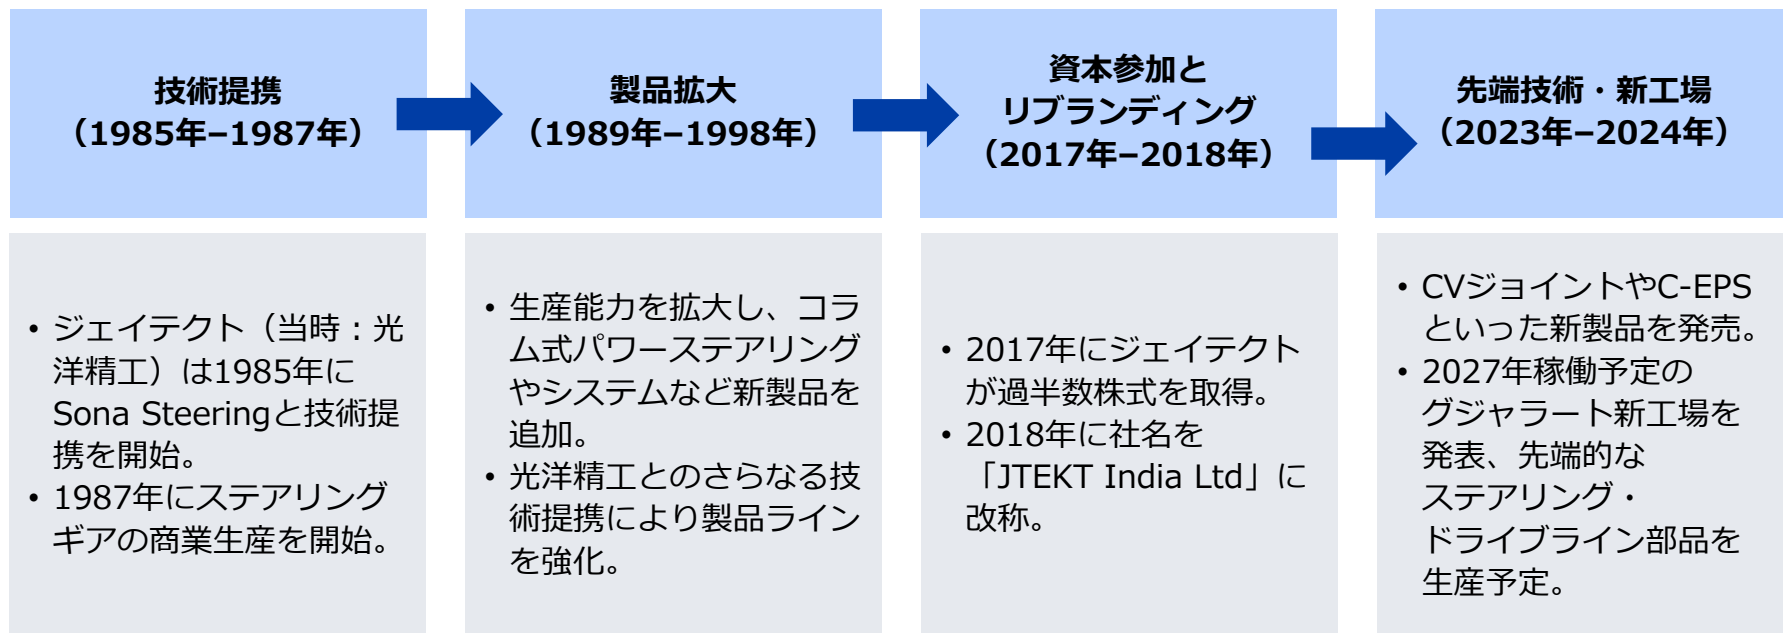 技術提携
（1985年–1987年）
製品拡大
（1989年–1998年）
資本参加と
リブランディング
（2017年–2018年）
先端技術・新工場
（2023年–2024年）
• ジェイテクト（当時：光
洋精工）は1985年に
Sona Steeringと技術提
携を開始。
• 1987年にステアリング
ギアの商業生産を開始。
• 生産能力を拡大し、コラ
ム式パワーステアリング
やシステムなど新製品を
追加。
• 光洋精工とのさらなる技
術提携により製品ライン
を強化。
• 2017年にジェイテクト
が過半数株式を取得。
• 2018年に社名を
「JTEKT India Ltd」に
改称。
• CVジョイントやC-EPS
といった新製品を発売。
• 2027年稼働予定の
グジャラート新工場を
発表、先端的な
ステアリング・
ドライブライン部品を
生産予定。